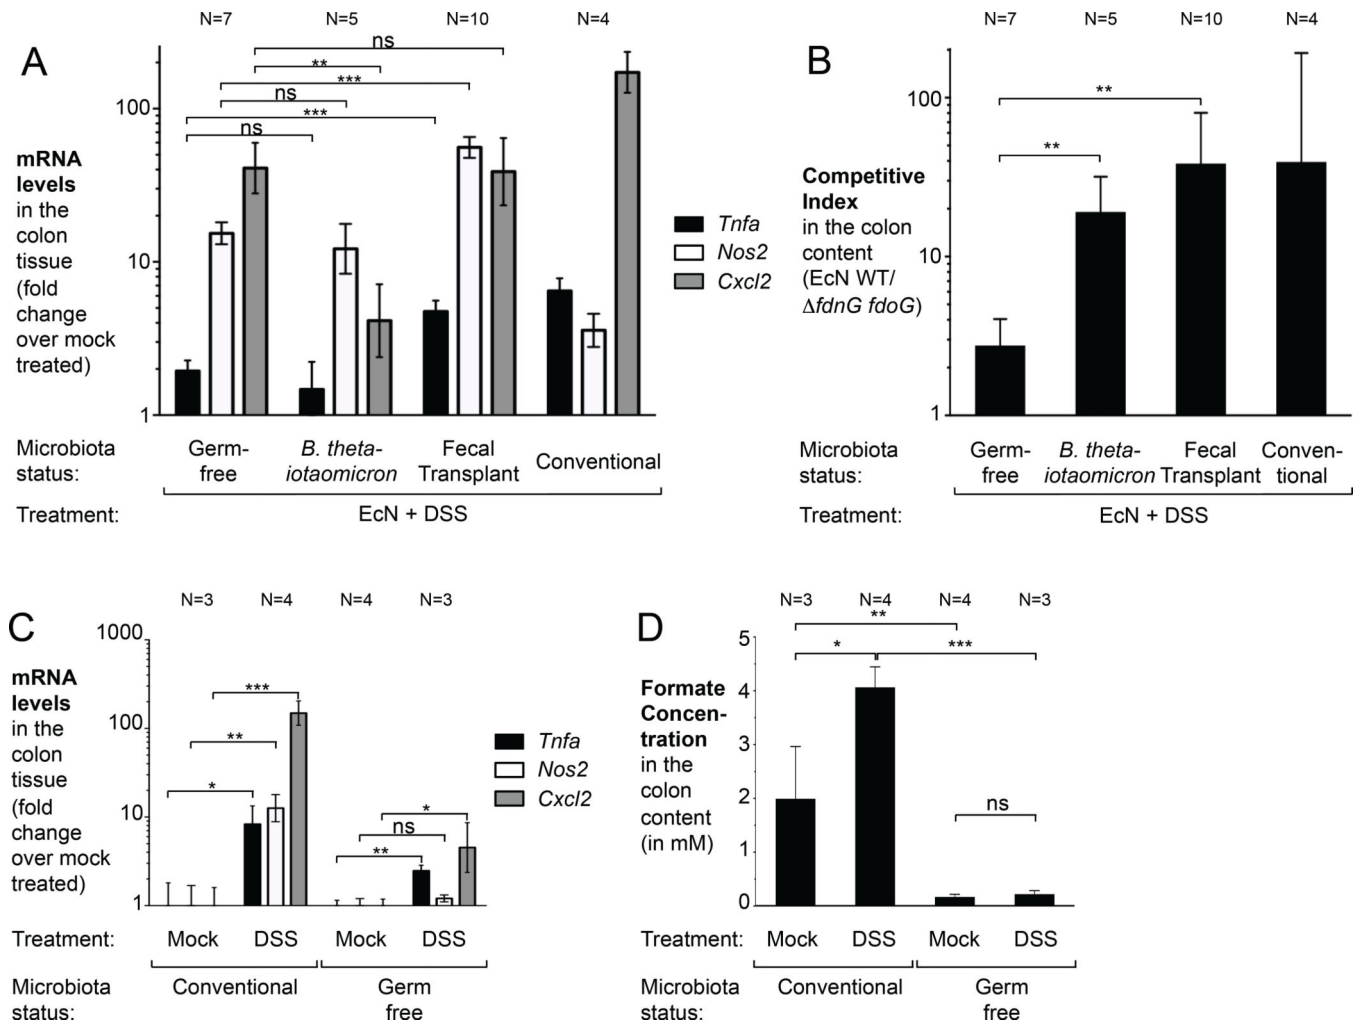 N=7 N=5 N=10 N=4
A
ns
**
***
ns
***
ns
100
10
1
mRNA
levels
in the
colon
tissue
(fold
change
over mock
treated)
Tnfa
Nos2
Cxcl2
Microbiota
status:
Germ-
free
B. theta-
iotaomicron
Fecal
Transplant
Conventional
Treatment:
EcN + DSS
N=7 N=5 N=10 N=4
B
**
**
100
10
1
Competitive
Index
in the colon
content
(EcN WT/
ΔfdnG fdoG)
Microbiota
status:
Germ-
free
B. theta-
iotaomicron
Fecal
Transplant
Conven-
tional
Treatment:
EcN + DSS
N=3 N=4 N=4 N=3
C
1000
100
10
1
mRNA
levels
in the
colon
tissue
(fold
change
over mock
treated)
***
**
*
*
ns
**
Tnfa
Nos2
Cxcl2
Treatment: Mock DSS Mock DSS
Microbiota
status:
Conventional
Germ
free
N=3 N=4 N=4 N=3
D
**
*
***
ns
5
4
3
2
1
0
Formate
Concen-
tration
in the
colon
content
(in mM)
Treatment: Mock DSS Mock DSS
Microbiota
status:
Conventional
Germ
free